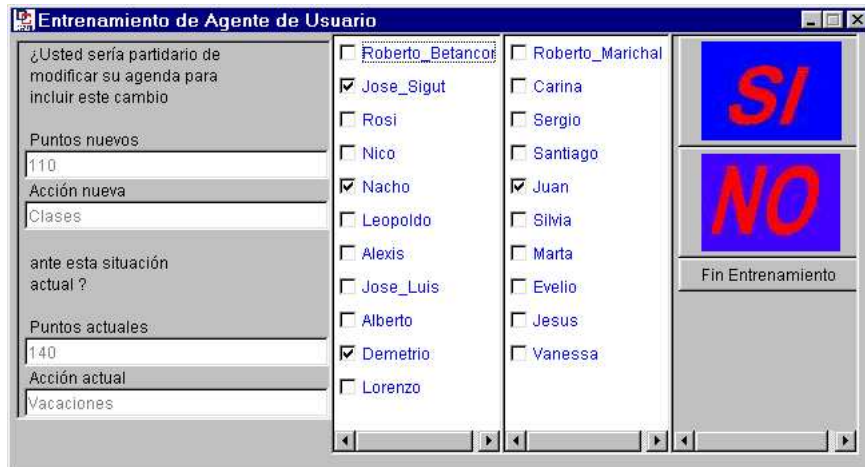 Entrenamiento de Agente de Usuario
¿Usted sería partidario de
modificar su agenda para
incluir este cambio
Puntos nuevos
110
Acción nueva
Clases
ante esta situación
actual ?
Puntos actuales
140
Acción actual
Vacaciones
Roberto_Betancor
Jose_Sigut
Rosi
Nico
Nacho
Leopoldo
Alexis
Jose_Luis
Alberto
Demetrio
Lorenzo
Roberto_Marichal
Carina
Sergio
Santiago
Juan
Silvia
Marta
Evelio
Jesus
Vanessa
SI
NO
Fin Entrenamiento